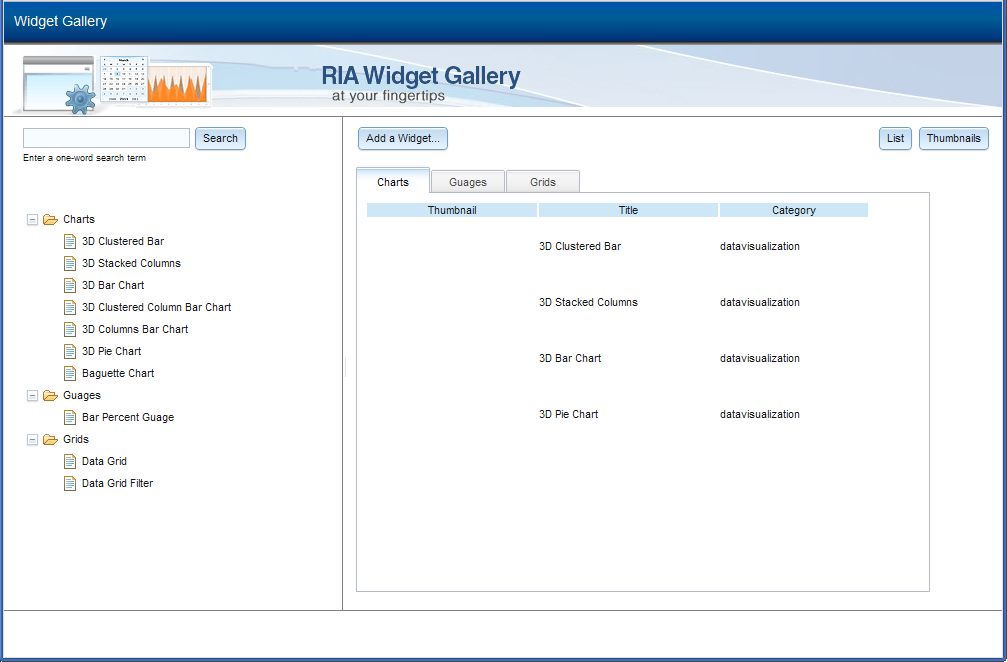 Widget Gallery
RIA Widget Gallery
at your fingertips
Search
Enter a one-word search term
Charts
3D Clustered Bar
3D Stacked Columns
3D Bar Chart
3D Clustered Column Bar Chart
3D Columns Bar Chart
3D Pie Chart
Baguette Chart
Guages
Bar Percent Guage
Grids
Data Grid
Data Grid Filter
Add a Widget... List Thumbnails
Charts Guages Grids
Thumbnail Title Category
3D Clustered Bar datavisualization
3D Stacked Columns datavisualization
3D Bar Chart datavisualization
3D Pie Chart datavisualization